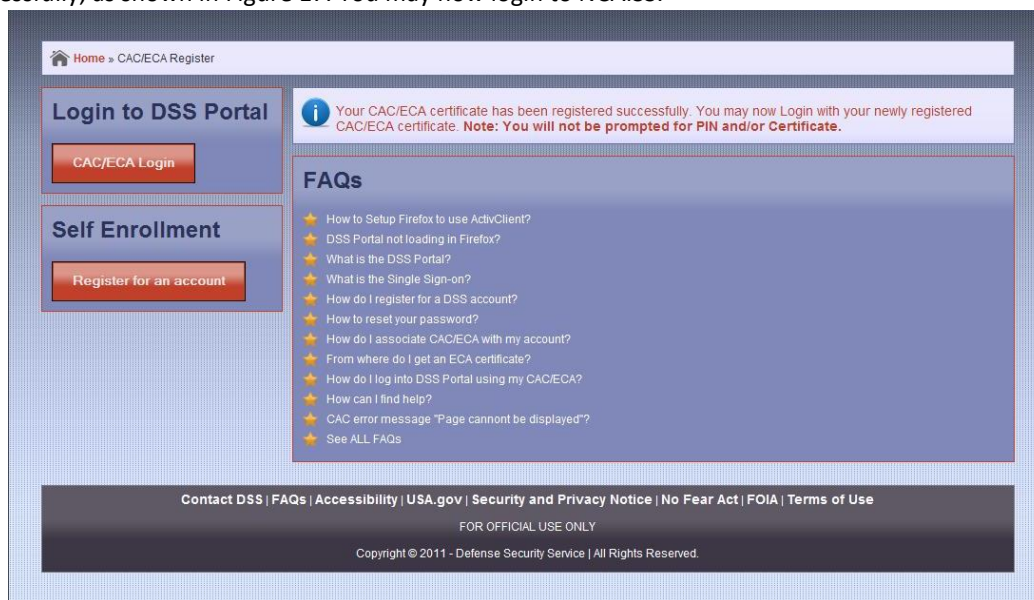 Home » CAC/ECA Register
Login to DSS Portal
CAC/ECA Login
Self Enrollment
Register for an account
Your CAC/ECA certificate has been registered successfully. You may now Login with your newly registered
CAC/ECA certificate. Note: You will not be prompted for PIN and/or Certificate.
FAQs
How to Setup Firefox to use ActivClient?
DSS Portal not loading in Firefox?
What is the DSS Portal?
What is the Single Sign-on?
How do I register for a DSS account?
How to reset your password?
How do I associate CAC/ECA with my account?
From where do I get an ECA certificate?
How do I log into DSS Portal using my CAC/ECA?
How can I find help?
CAC error message "Page cannont be displayed"?
See ALL FAQs
Contact DSS | FAQs | Accessibility | USA.gov | Security and Privacy Notice | No Fear Act | FOIA | Terms of Use
FOR OFFICIAL USE ONLY
Copyright © 2011 - Defense Security Service | All Rights Reserved.